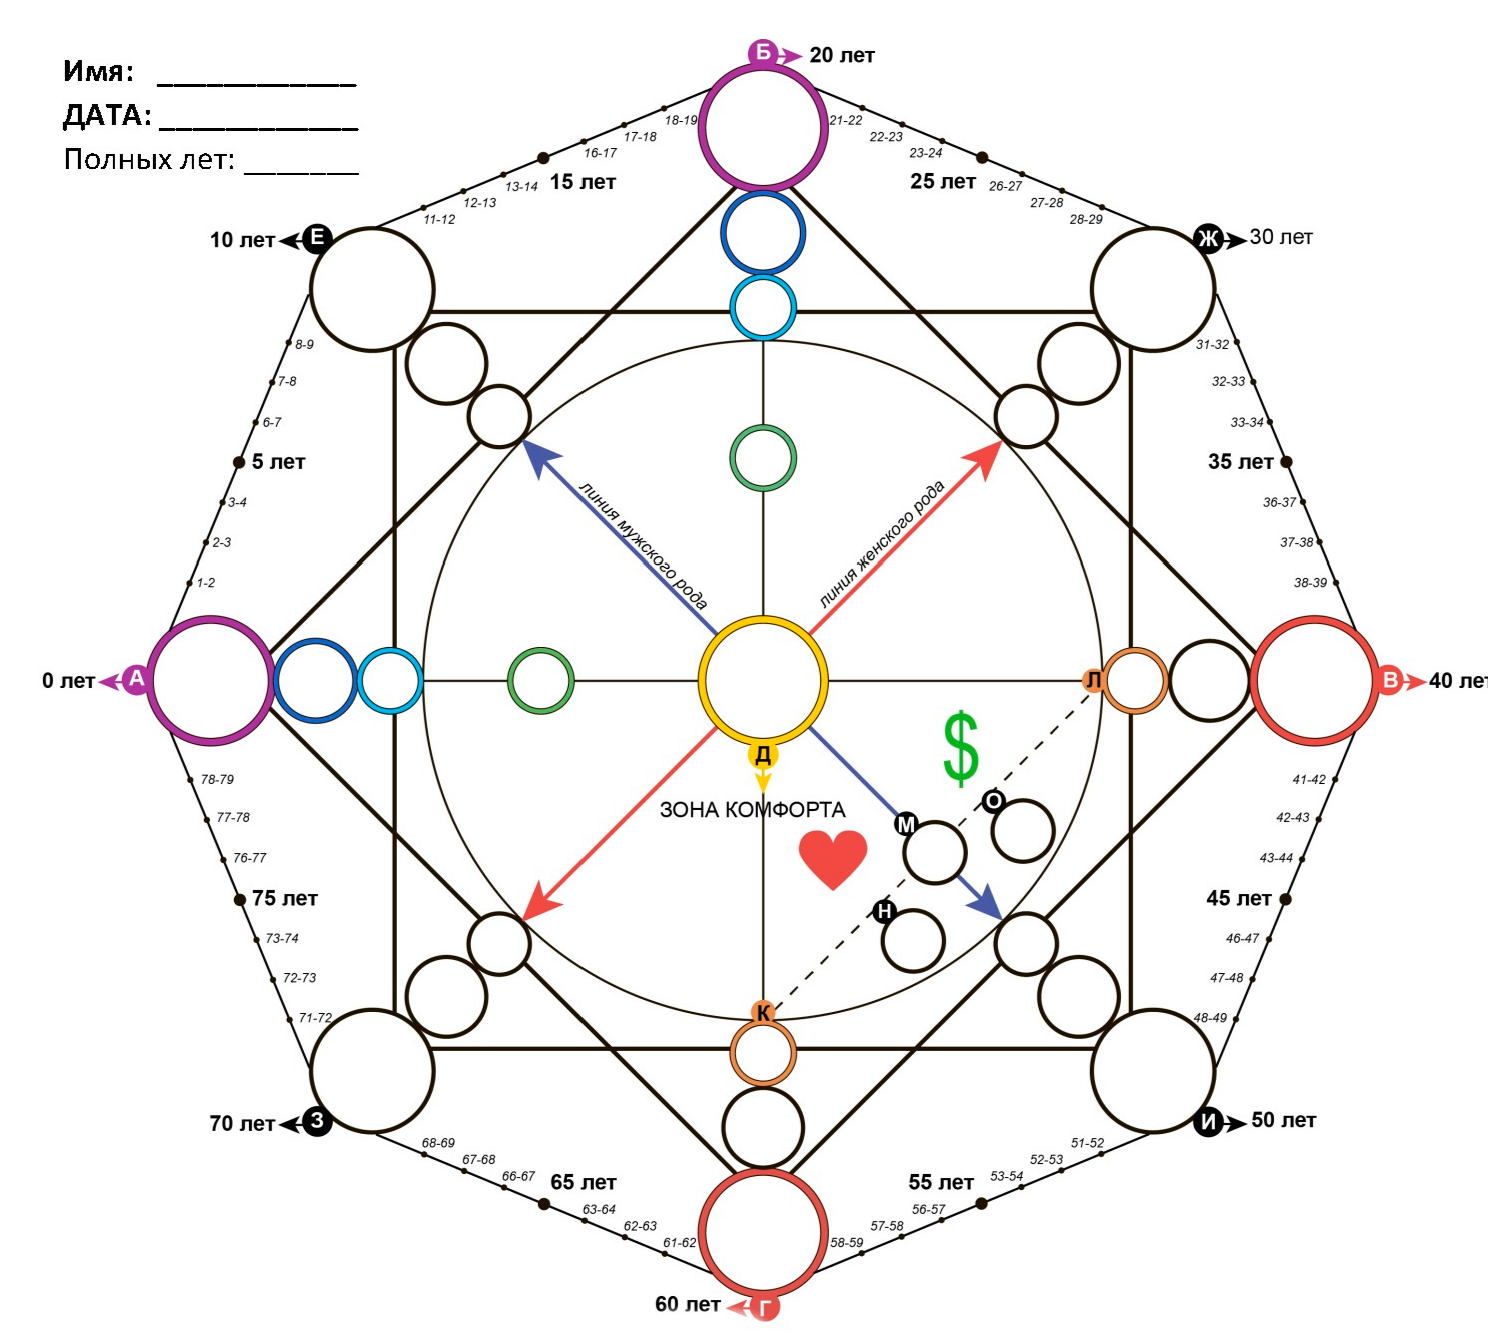 Имя: ____________
ДАТА: ____________
Полных лет: ________
Б
20 лет
18-19
21-22
17-18
22-23
16-17
23-24
15 лет
25 лет
13-14
26-27
12-13
27-28
11-12
28-29
10 лет
Е
Ж
30 лет
8-9
31-32
7-8
32-33
6-7
33-34
5 лет
35 лет
3-4
36-37
2-3
37-38
1-2
38-39
линия мужского рода
линия женского рода
0 лет
А
Л
В
40 лет
Д
ЗОНА КОМФОРТА
$
М
О
Н
К
78-79
41-42
77-78
42-43
76-77
43-44
75 лет
45 лет
73-74
46-47
72-73
47-48
71-72
48-49
70 лет
З
И
50 лет
68-69
51-52
67-68
52-53
66-67
53-54
65 лет
55 лет
63-64
56-57
62-63
57-58
61-62
58-59
60 лет
Г